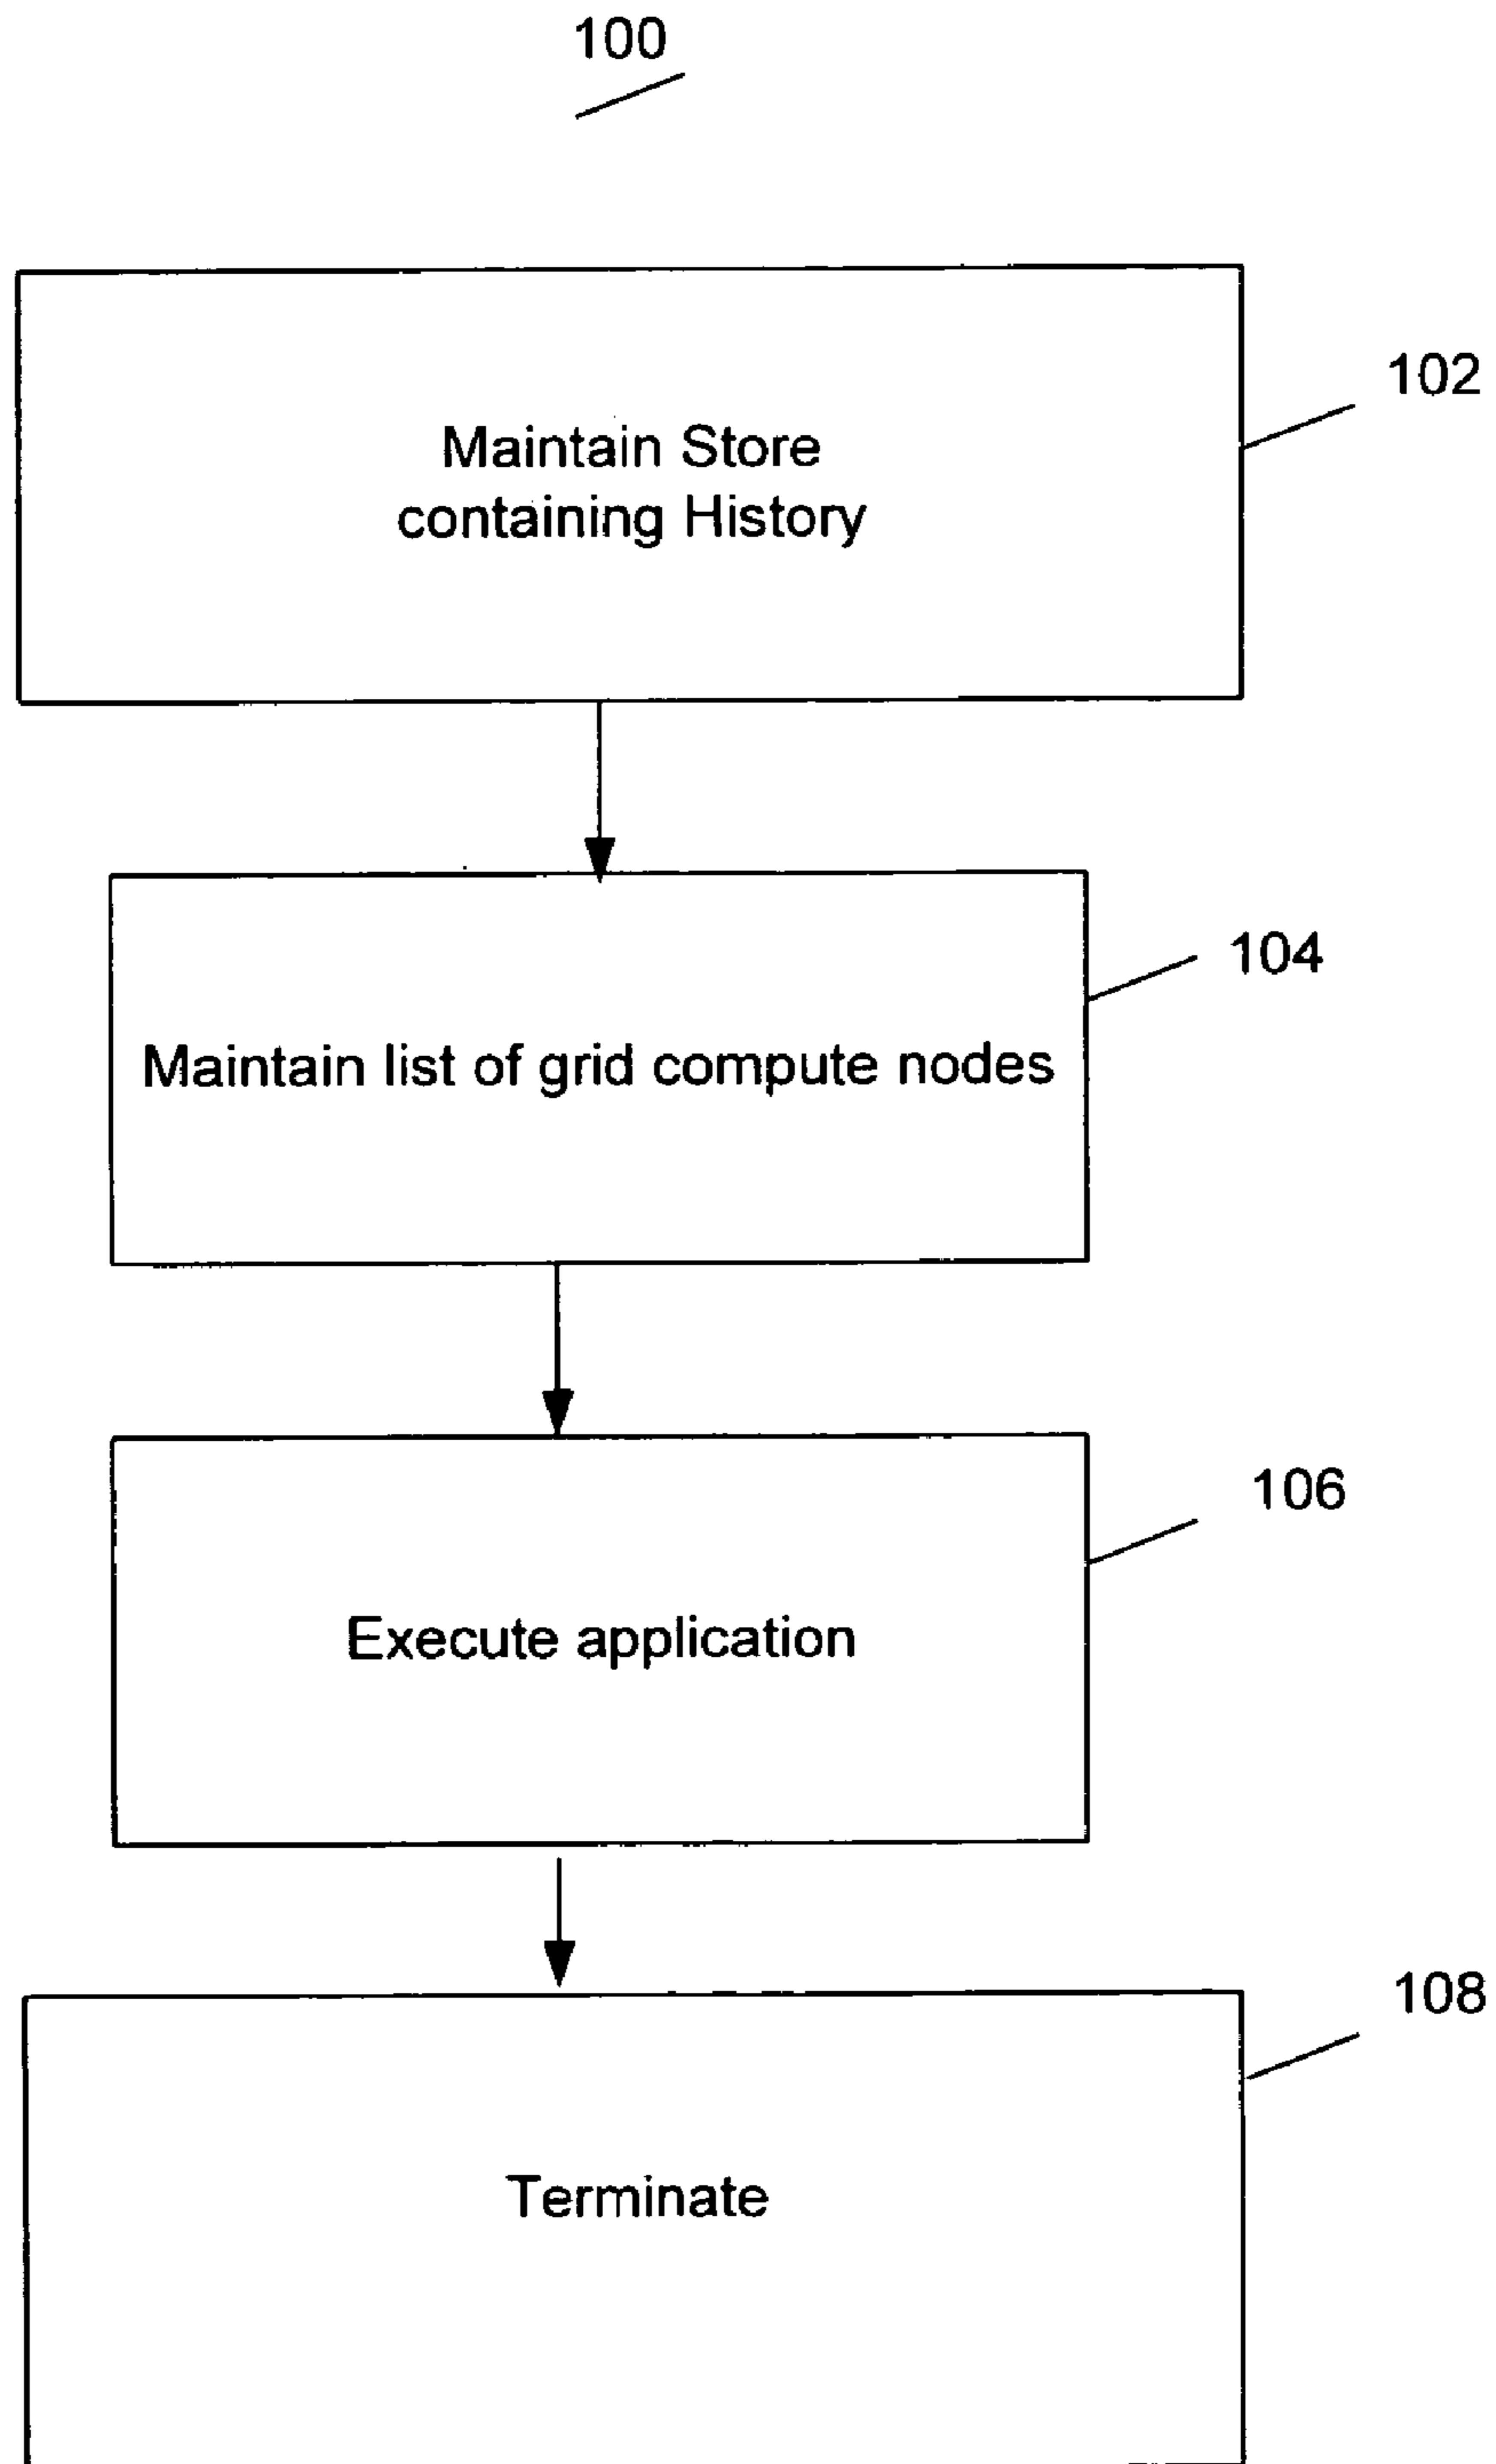 100
102
Maintain Store
containing History
104
Maintain list of grid compute nodes
106
Execute application
108
Terminate